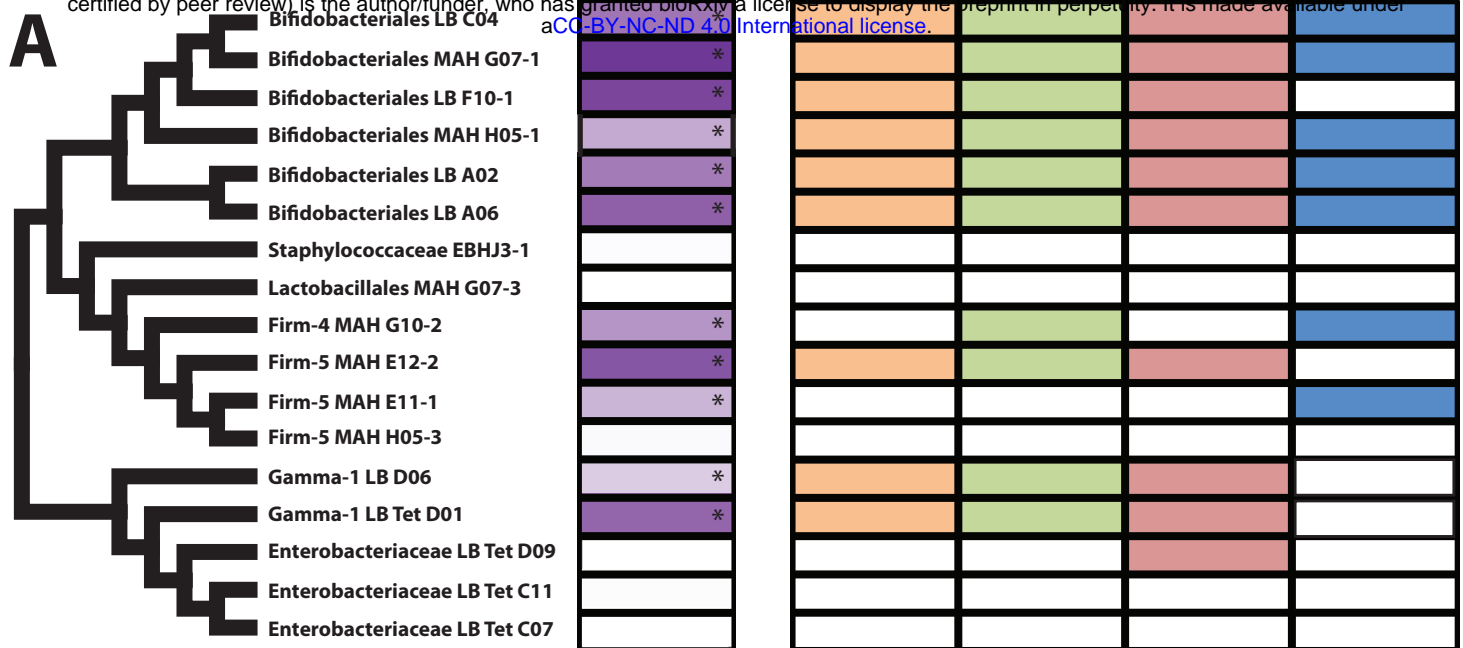 certified by peer review) is the author/funder, who has granted bioRxiv a license to display the preprint in perpetuity. It is made available under
aCC-BY-NC-ND 4.0 International license.
A
Bifidobacteriales LB C04 *
Bifidobacteriales MAH G07-1 *
Bifidobacteriales LB F10-1 *
Bifidobacteriales MAH H05-1 *
Bifidobacteriales LB A02 *
Bifidobacteriales LB A06 *
Staphylococcaceae EBHJ3-1
Lactobacillales MAH G07-3
Firm-4 MAH G10-2 *
Firm-5 MAH E12-2 *
Firm-5 MAH E11-1 *
Firm-5 MAH H05-3
Gamma-1 LB D06 *
Gamma-1 LB Tet D01 *
Enterobacteriaceae LB Tet D09
Enterobacteriaceae LB Tet C11
Enterobacteriaceae LB Tet C07